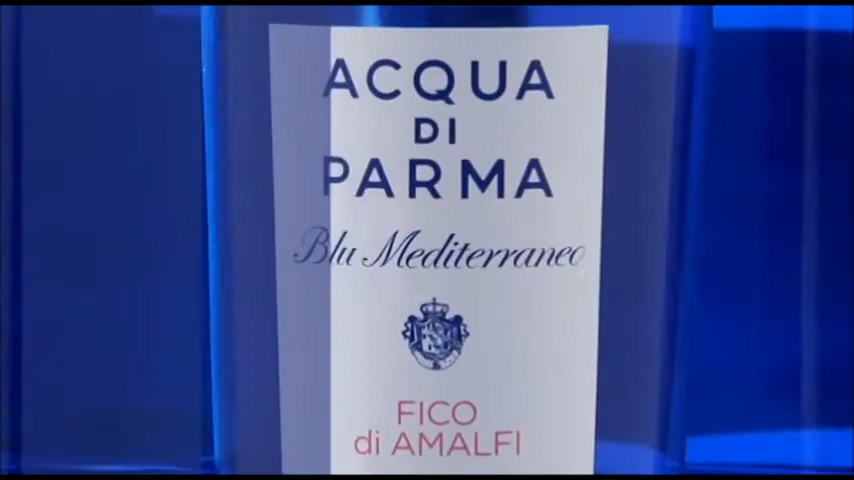 ACQUA
DI
PARMA
Blu Mediterraneo
FICO
di AMALFI